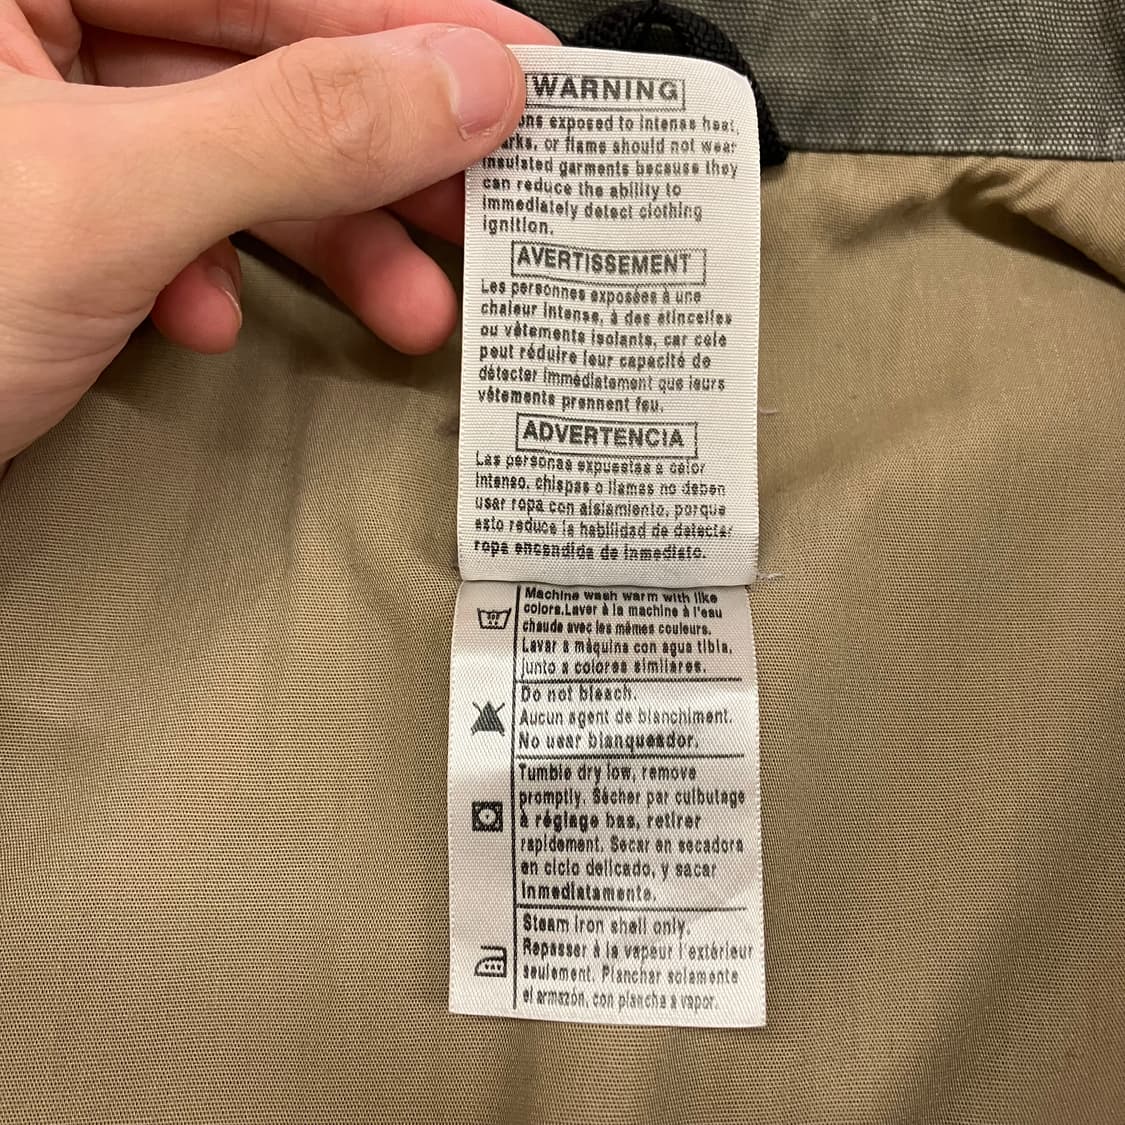 WARNING
exposed to intense heat,
or flame should not wear
insulated garments because they
can reduce the ability to
immediately detect clothing
ignition.
AVERTISSEMENT
Les personnes exposées à une
chaleur intense, à des étincelles
ou vêtements isolants, car cela
peut réduire leur capacité de
détecter immédiatement que leurs
vêtements prennent feu.
ADVERTENCIA
Las personas expuestas a calor
intenso, chispas o llamas no deben
usar ropa con aislamiento, porque
esto reduce la habilidad de detectar
ropa encendida de inmediato.
Machine wash warm with like
colors.Laver à la machine à l'eau
chaude avec les mêmes couleurs.
Lavar a máquina con agua tibia,
junto a colores similares.
Do not bleach.
Aucun agent de blanchiment.
No usar blanqueador.
Tumble dry low, remove
promptly. Sécher par culbutage
à réglage bas, retirer
rapidement. Secar en secadora
en ciclo delicado, y sacar
inmediatamente.
Steam iron shell only.
Repasser à la vapeur l'extérieur
seulement. Planchar solamente
el armazón, con plancha a vapor.